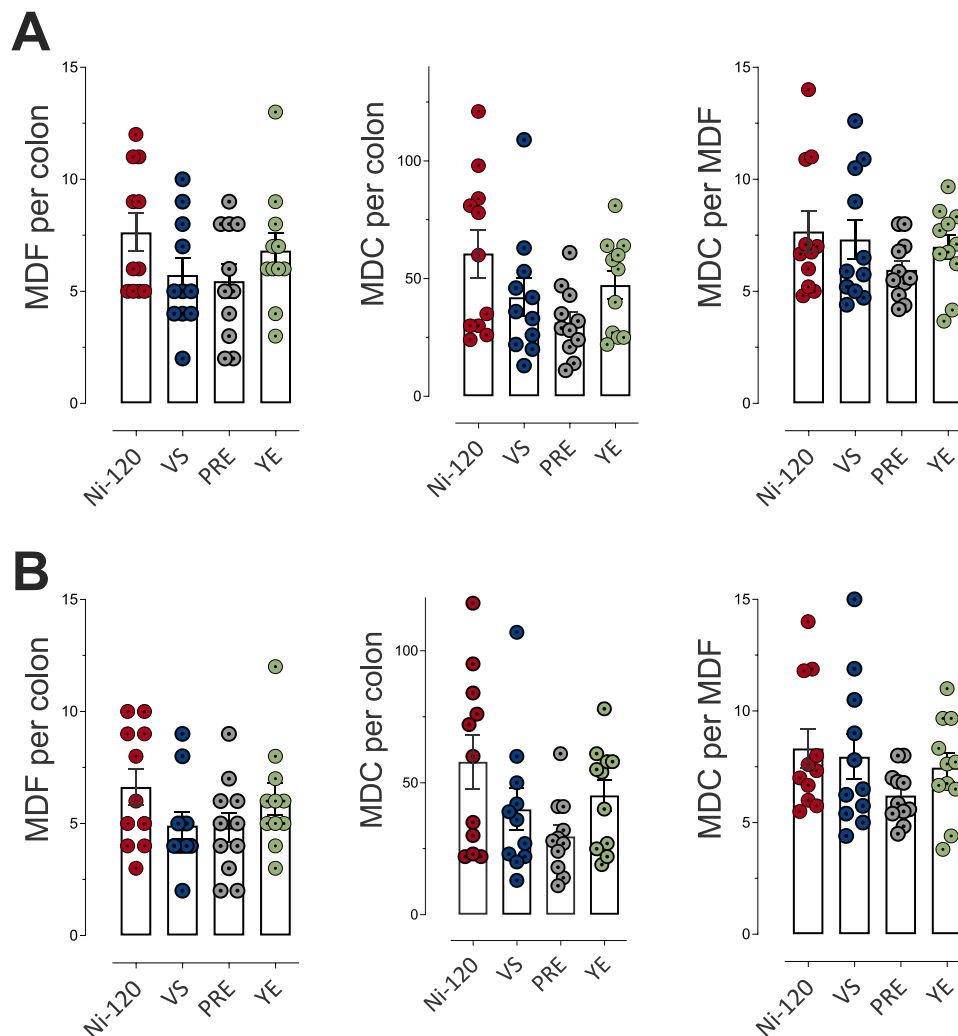 A
MDF per colon
15
10
5
0
Ni-120
VS
PRE
YE
MDC per colon
100
50
0
Ni-120
VS
PRE
YE
MDC per MDF
15
10
5
0
Ni-120
VS
PRE
YE
B
MDF per colon
15
10
5
0
Ni-120
VS
PRE
YE
MDC per colon
100
50
0
Ni-120
VS
PRE
YE
MDC per MDF
15
10
5
0
Ni-120
VS
PRE
YE